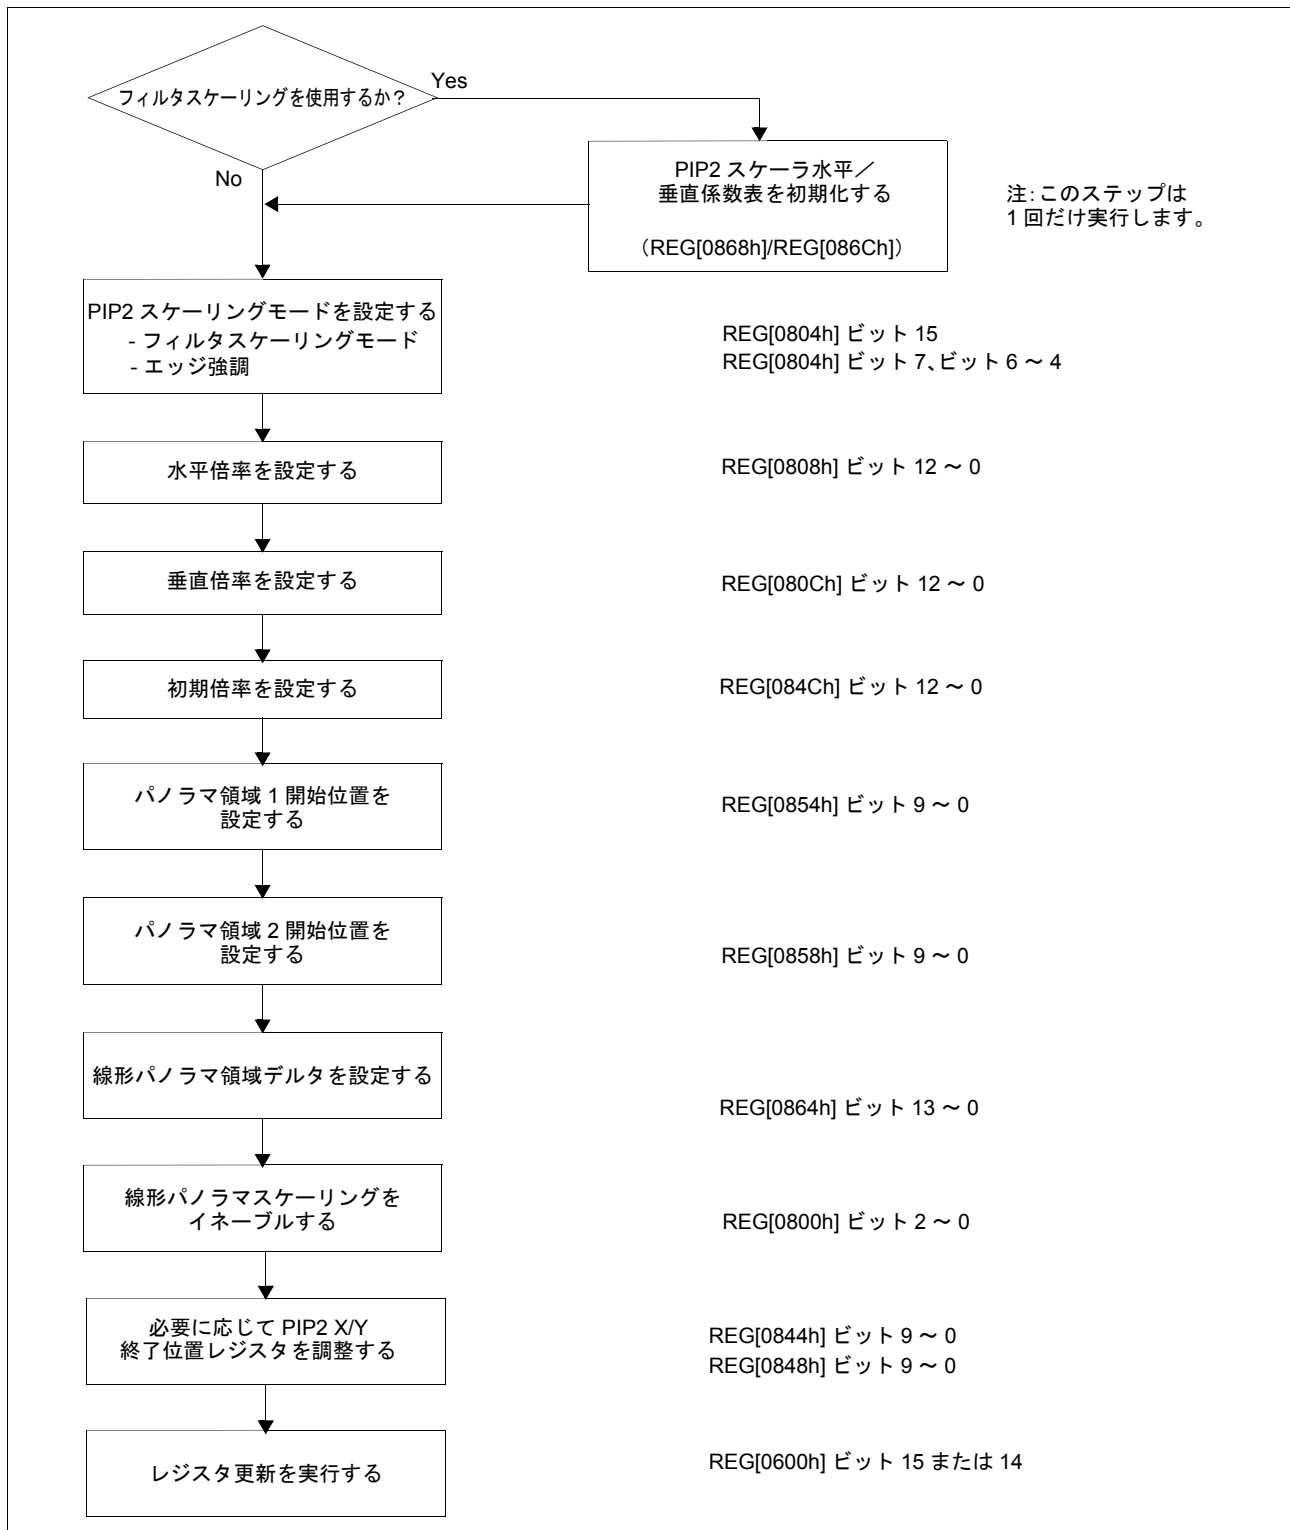 フィルタスケーリングを使用するか？
Yes
No
PIP2 スケーラ水平／
垂直係数表を初期化する
（REG[0868h]/REG[086Ch]）
注：このステップは
1 回だけ実行します。
PIP2 スケーリングモードを設定する
- フィルタスケーリングモード
- エッジ強調
REG[0804h] ビット 15
REG[0804h] ビット 7、ビット 6 ～ 4
水平倍率を設定する
REG[0808h] ビット 12 ～ 0
垂直倍率を設定する
REG[080Ch] ビット 12 ～ 0
初期倍率を設定する
REG[084Ch] ビット 12 ～ 0
パノラマ領域 1 開始位置を
設定する
REG[0854h] ビット 9 ～ 0
パノラマ領域 2 開始位置を
設定する
REG[0858h] ビット 9 ～ 0
線形パノラマ領域デルタを設定する
REG[0864h] ビット 13 ～ 0
線形パノラマスケーリングを
イネーブルする
REG[0800h] ビット 2 ～ 0
必要に応じて PIP2 X/Y
終了位置レジスタを調整する
REG[0844h] ビット 9 ～ 0
REG[0848h] ビット 9 ～ 0
レジスタ更新を実行する
REG[0600h] ビット 15 または 14